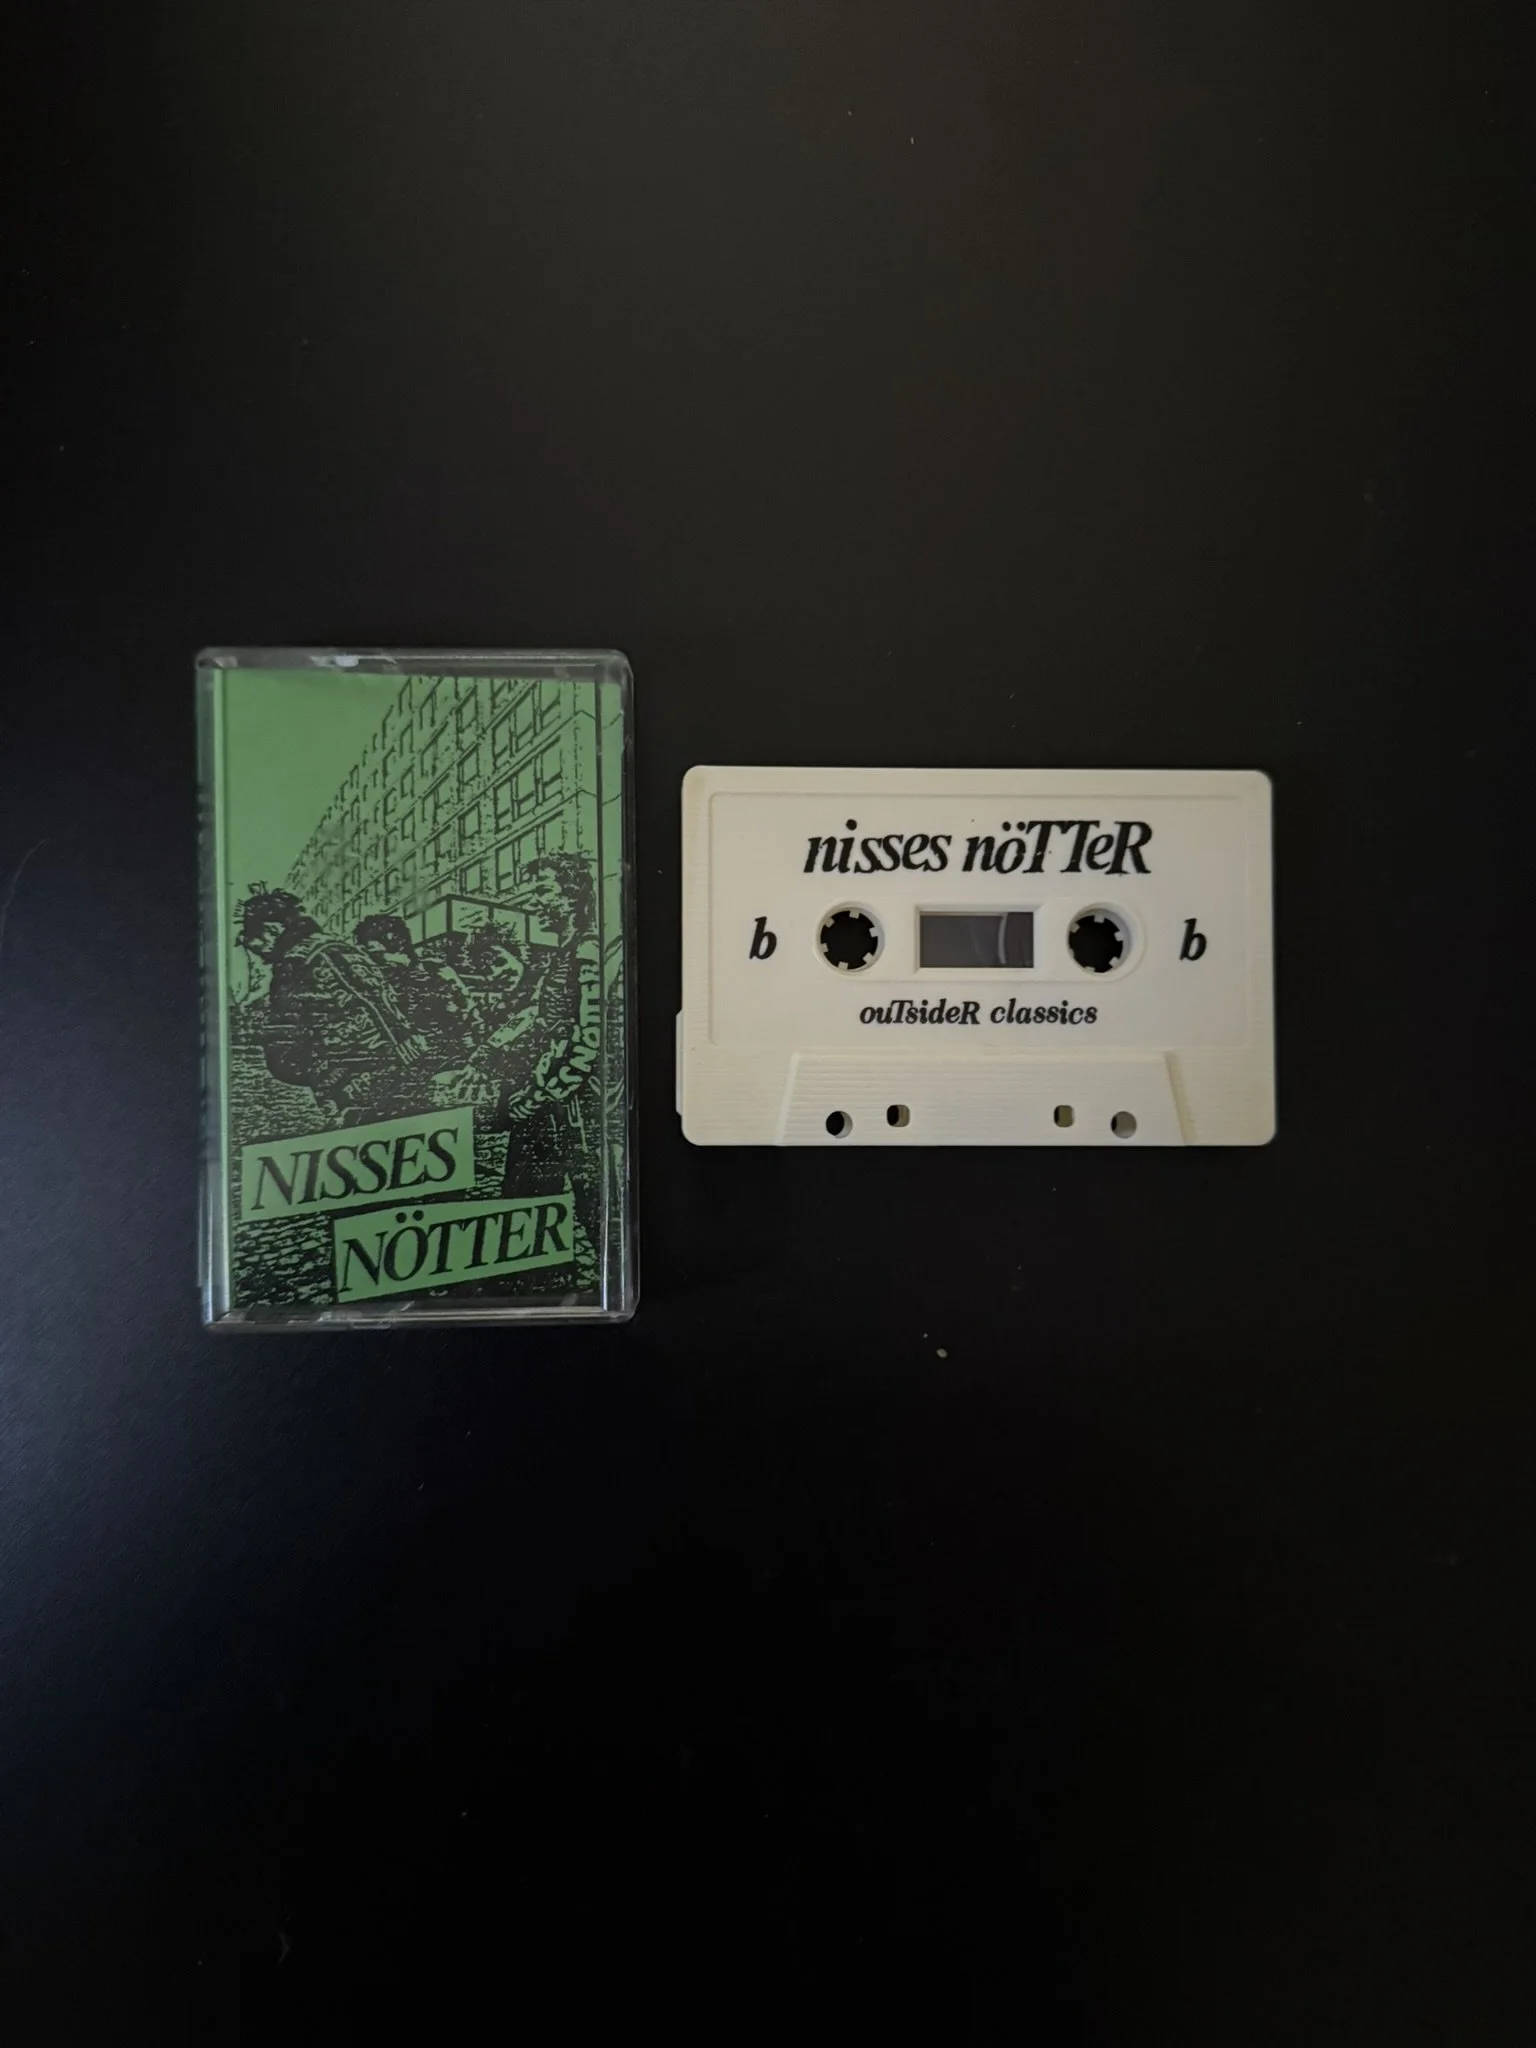 NISSES
NÖTTER
nisses nöTTeR
b b
ouTsideR classics